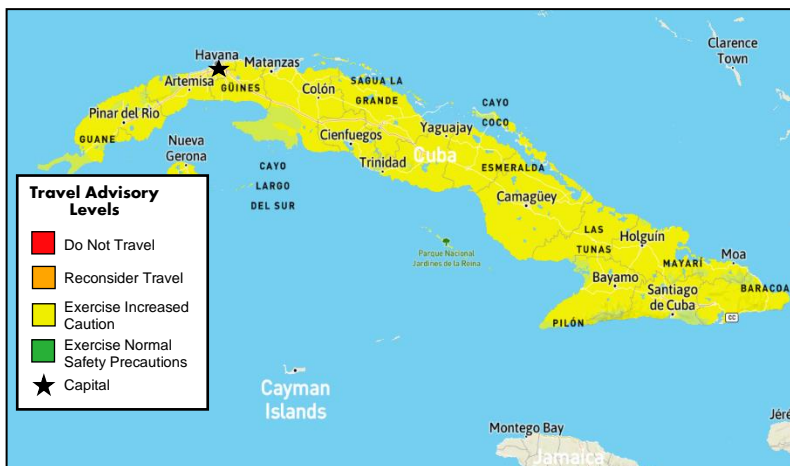 Havana
Matanzas
Artemisa
GÜINES
Colón
SAGUA LA
GRANDE
Clarence
Town
Pinar del Rio
GUANE
Nueva
Gerona
Cienfuegos
Yaguajay
CAYO
COCO
Cuba
Trinidad
ESMERALDA
CAYO
LARGO
DEL SUR
Camagüey
LAS
TUNAS
Holguín
Parque Nacional
Jardines de la Reina
MAYARÍ
Moa
Bayamo
Santiago
de Cuba
BARACOA
PILÓN
CC
Travel Advisory
Levels
Do Not Travel
Reconsider Travel
Exercise Increased
Caution
Exercise Normal
Safety Precautions
Capital
Cayman
Islands
Montego Bay
Jamaica
Jéré